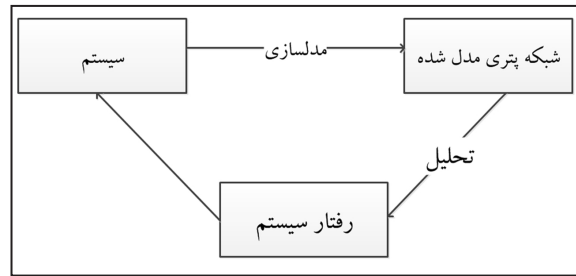 سیستم
مدلسازی
شبکه پتری مدل شده
تحلیل
رفتار سیستم